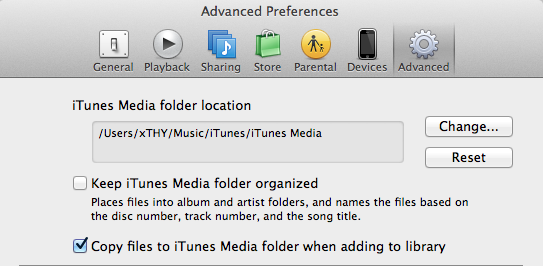 Advanced Preferences
General Playback Sharing Store Parental Devices Advanced
iTunes Media folder location
/Users/xTHY/Music/iTunes/iTunes Media
Change...
Reset
Keep iTunes Media folder organized
Places files into album and artist folders, and names the files based on
the disc number, track number, and the song title.
Copy files to iTunes Media folder when adding to library